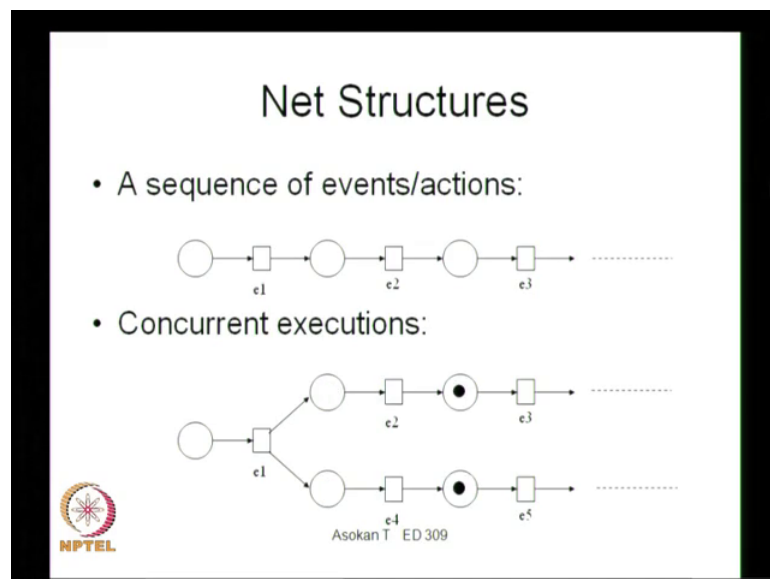 Net Structures
• A sequence of events/actions:
e1 e2 e3
• Concurrent executions:
e2 e3
e1
e4 e5
Asokan T ED 309
NPTEL